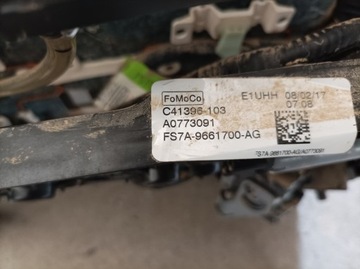 FoMoCo
E1UHH 08/02/17
07:08
C41396-103
A0773091
FS7A-9661700-AG